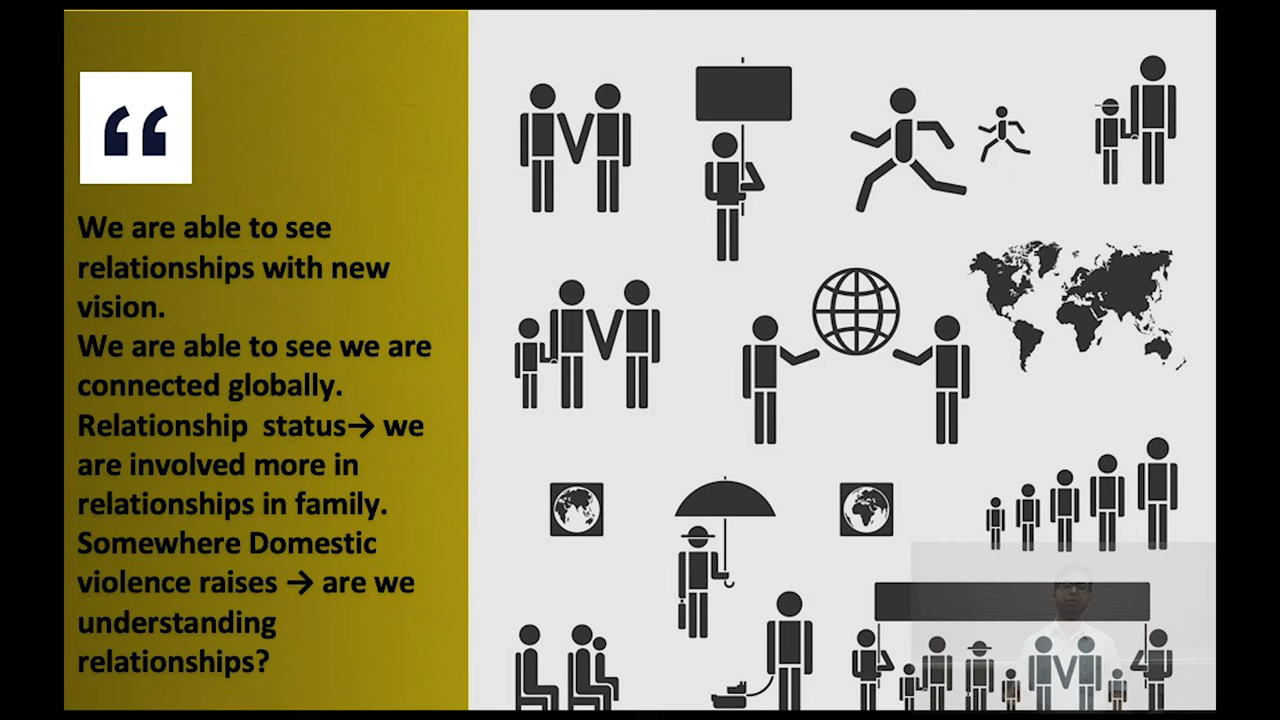 “
We are able to see
relationships with new
vision.
We are able to see we are
connected globally.
Relationship status→ we
are involved more in
relationships in family.
Somewhere Domestic
violence raises → are we
understanding
relationships?